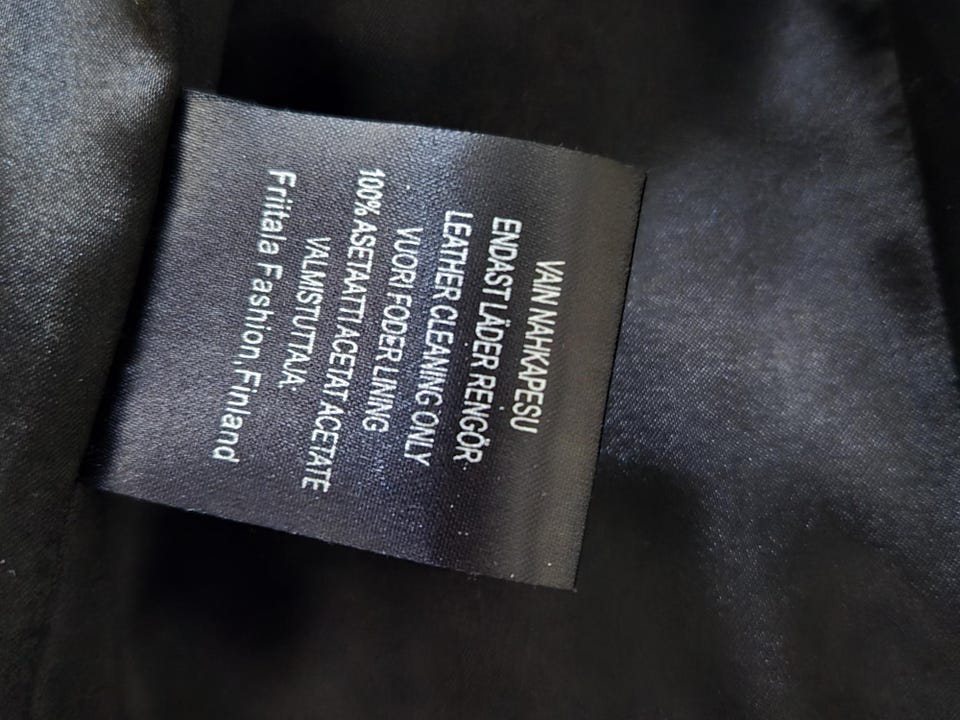 VAIN NAHKAPESU
ENDAST LÄDER RENGÖR
LEATHER CLEANING ONLY
VUORI FODER LINING
100% ASETAATTI ACETAT ACETATE
VALMISTUTTAJA
Friitala Fashion, Finland